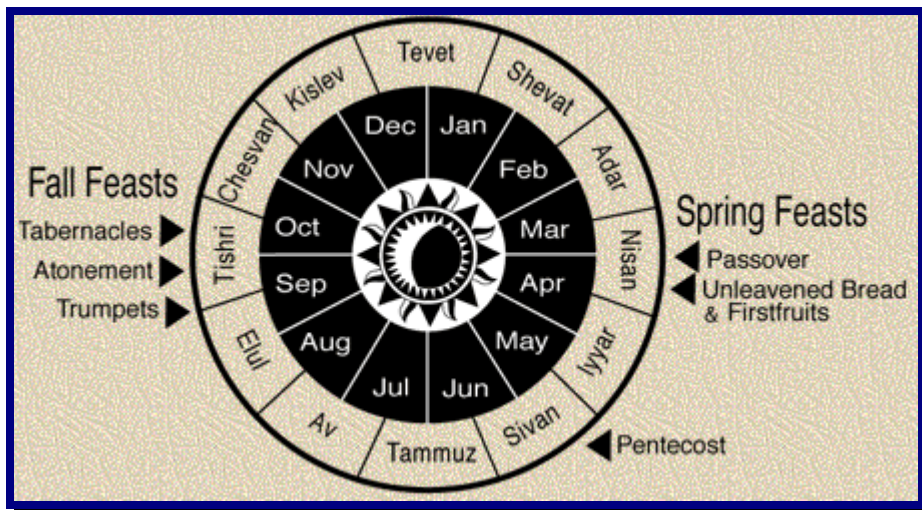 Tevet
Shevat
Adar
Nisan
Iyyar
Sivan
Tammuz
Av
Elul
Tishri
Chesvan
Kislev
Jan
Feb
Mar
Apr
May
Jun
Jul
Aug
Sep
Oct
Nov
Dec
Fall Feasts
Tabernacles
Atonement
Trumpets
Spring Feasts
Passover
Unleavened Bread
& Firstfruits
Pentecost